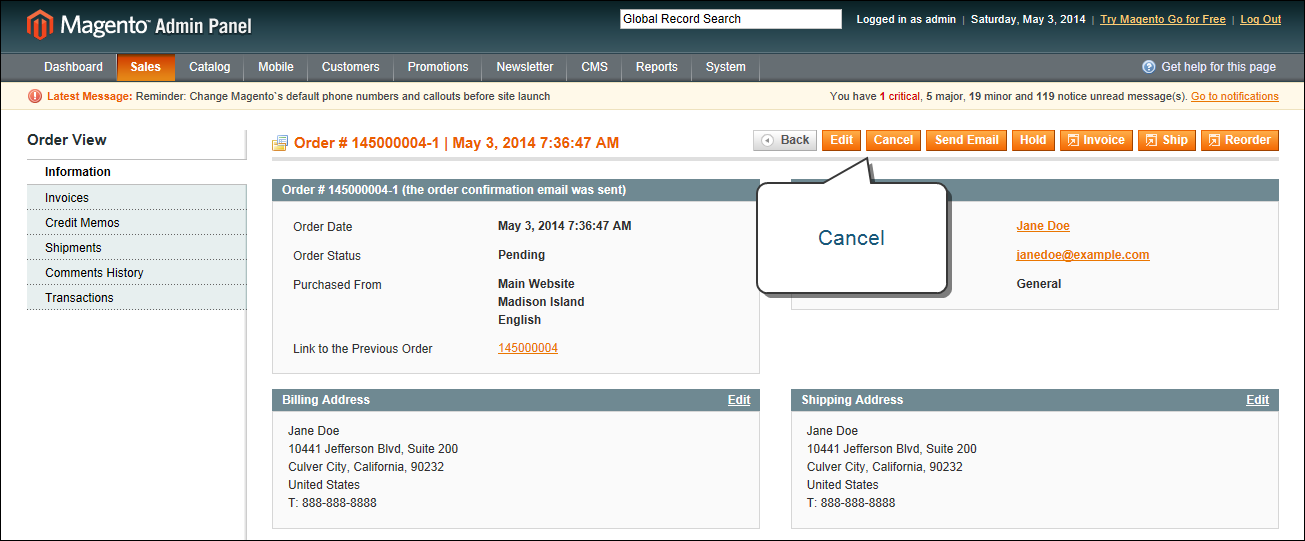 Magento™ Admin Panel
Global Record Search
Logged in as admin | Saturday, May 3, 2014 | Try Magento Go for Free | Log Out
Dashboard Sales Catalog Mobile Customers Promotions Newsletter CMS Reports System
Get help for this page
Latest Message: Reminder: Change Magento`s default phone numbers and callouts before site launch
You have 1 critical, 5 major, 19 minor and 119 notice unread message(s). Go to notifications
Order View
Information
Invoices
Credit Memos
Shipments
Comments History
Transactions
Order # 145000004-1 | May 3, 2014 7:36:47 AM
Back Edit Cancel Send Email Hold Invoice Ship Reorder
Cancel
Order # 145000004-1 (the order confirmation email was sent)
Order Date May 3, 2014 7:36:47 AM
Order Status Pending
Purchased From Main Website
Madison Island
English
Link to the Previous Order 145000004
Jane Doe
janedoe@example.com
General
Billing Address Edit
Jane Doe
10441 Jefferson Blvd, Suite 200
Culver City, California, 90232
United States
T: 888-888-8888
Shipping Address Edit
Jane Doe
10441 Jefferson Blvd, Suite 200
Culver City, California, 90232
United States
T: 888-888-8888